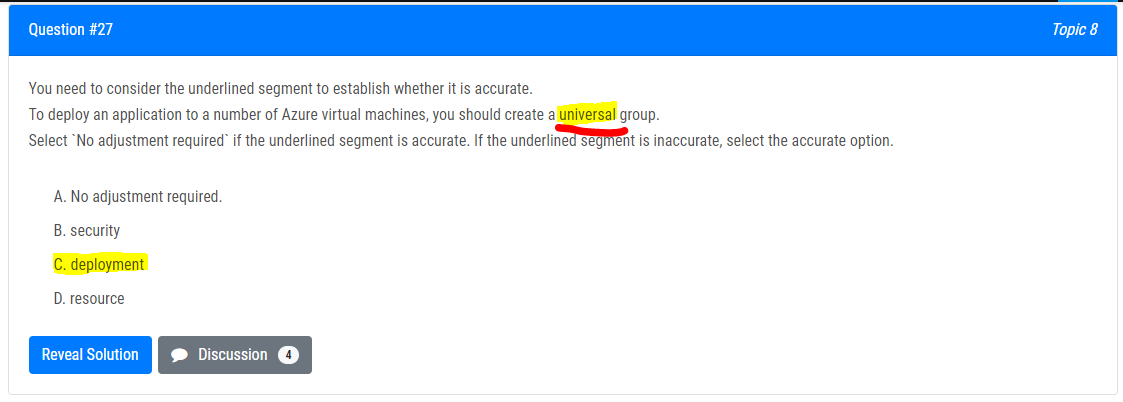 Question #27
Topic 8
You need to consider the underlined segment to establish whether it is accurate.
To deploy an application to a number of Azure virtual machines, you should create a universal group.
Select `No adjustment required` if the underlined segment is accurate. If the underlined segment is inaccurate, select the accurate option.
A. No adjustment required.
B. security
C. deployment
D. resource
Reveal Solution
Discussion 4